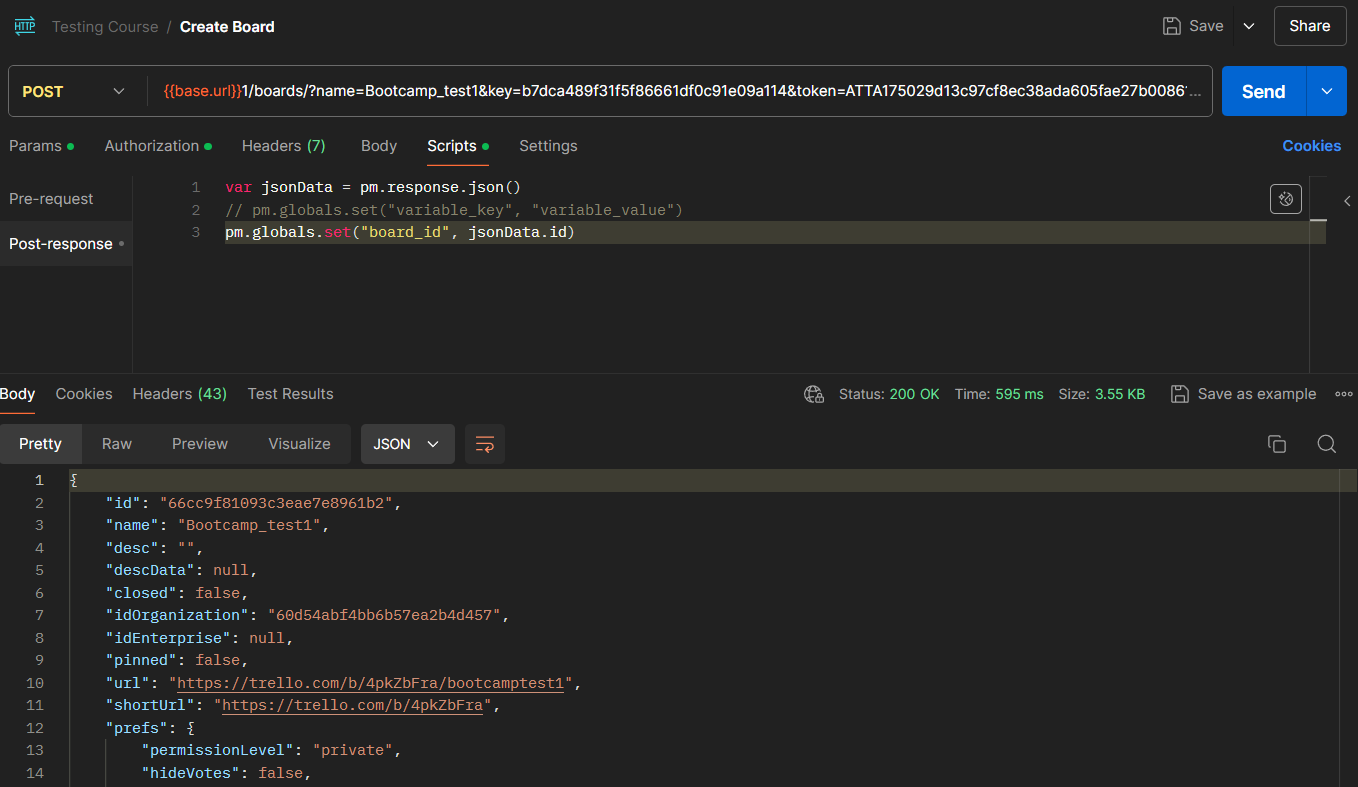 HTTP Testing Course / Create Board Save Share
POST {{base.url}}1/boards/?name=Bootcamp_test1&key=b7dca489f31f5f86661df0c91e09a114&token=ATTA175029d13c97cf8ec38ada605fae27b0086 ... Send
Params Authorization Headers (7) Body Scripts Settings Cookies
Pre-request
Post-response
1 var jsonData = pm.response.json()
2 // pm.globals.set("variable_key", "variable_value")
3 pm.globals.set("board_id", jsonData.id)
Body Cookies Headers (43) Test Results Status: 200 OK Time: 595 ms Size: 3.55 KB Save as example
Pretty Raw Preview Visualize JSON
1 {
2 "id": "66cc9f81093c3eae7e8961b2",
3 "name": "Bootcamp_test1",
4 "desc": "",
5 "descData": null,
6 "closed": false,
7 "idOrganization": "60d54abf4bb6b57ea2b4d457",
8 "idEnterprise": null,
9 "pinned": false,
10 "url": "https://trello.com/b/4pkZbFra/bootcamptest1",
11 "shortUrl": "https://trello.com/b/4pkZbFra",
12 "prefs": {
13 "permissionLevel": "private",
14 "hideVotes": false,